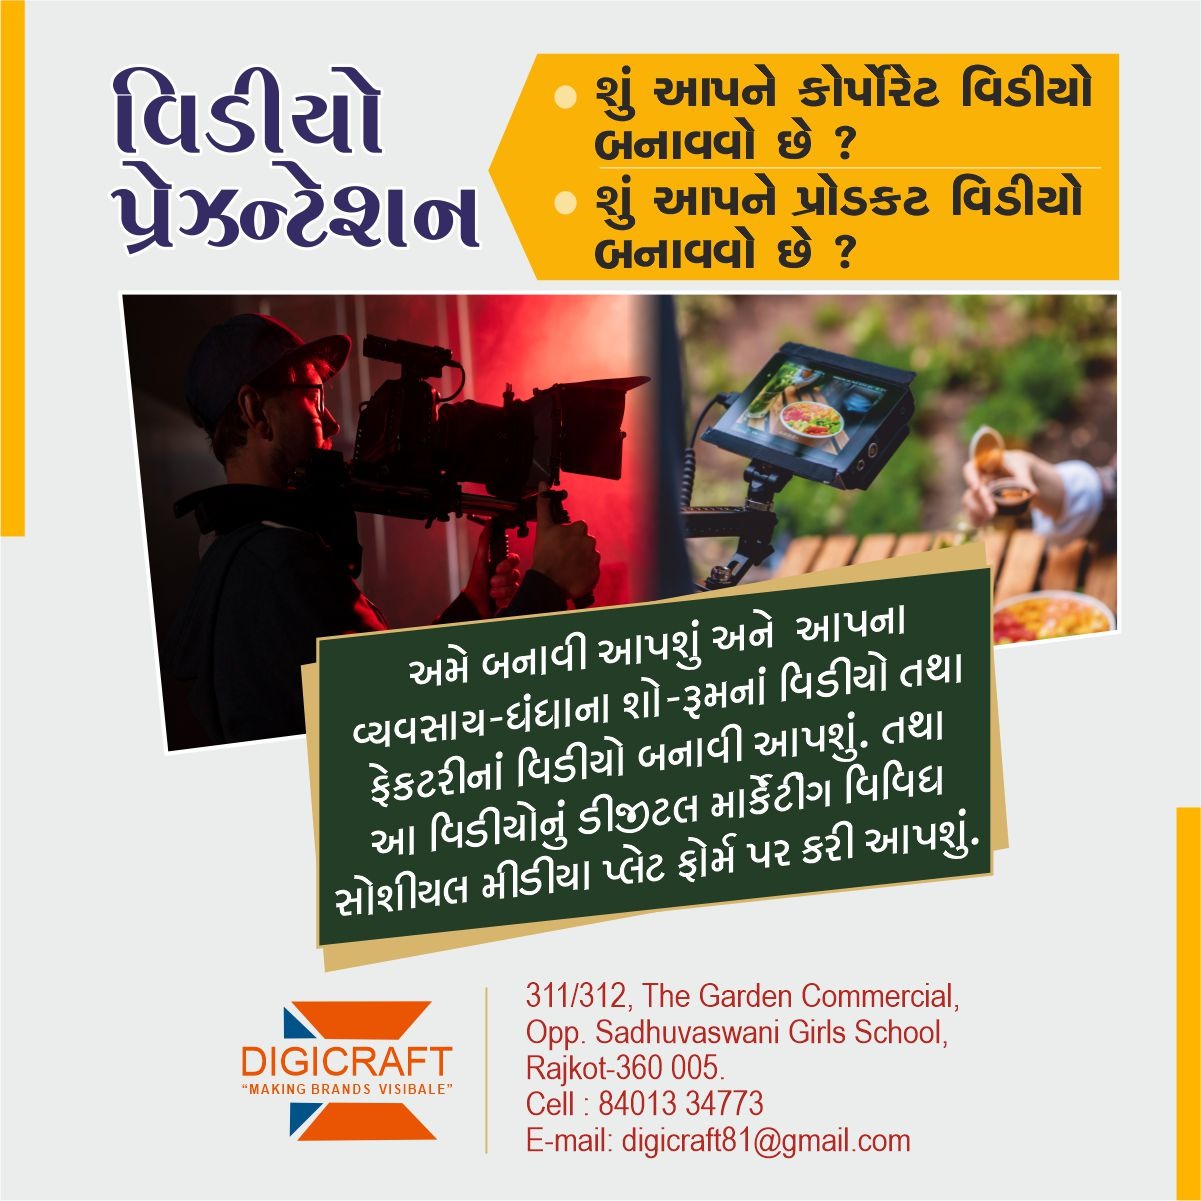 વિડીયો
પ્રેઝન્ટેશન
• શું આપને કોર્પોરેટ વિડીયો
બનાવવો છે ?
• શું આપને પ્રોડકટ વિડીયો
બનાવવો છે ?
અમે બનાવી આપશું અને આપના
વ્યવસાય-ધંધાના શો-રૂમનાં વિડીયો તથા
ફેકટરીનાં વિડીયો બનાવી આપશું. તથા
આ વિડીયોનું ડીજીટલ માર્કેટીગ વિવિધ
સોશીયલ મીડીયા પ્લેટ ફોર્મ પર કરી આપશું.
DIGICRAFT
“MAKING BRANDS VISIBALE”
311/312, The Garden Commercial,
Opp. Sadhuvaswani Girls School,
Rajkot-360 005.
Cell : 84013 34773
E-mail: digicraft81@gmail.com